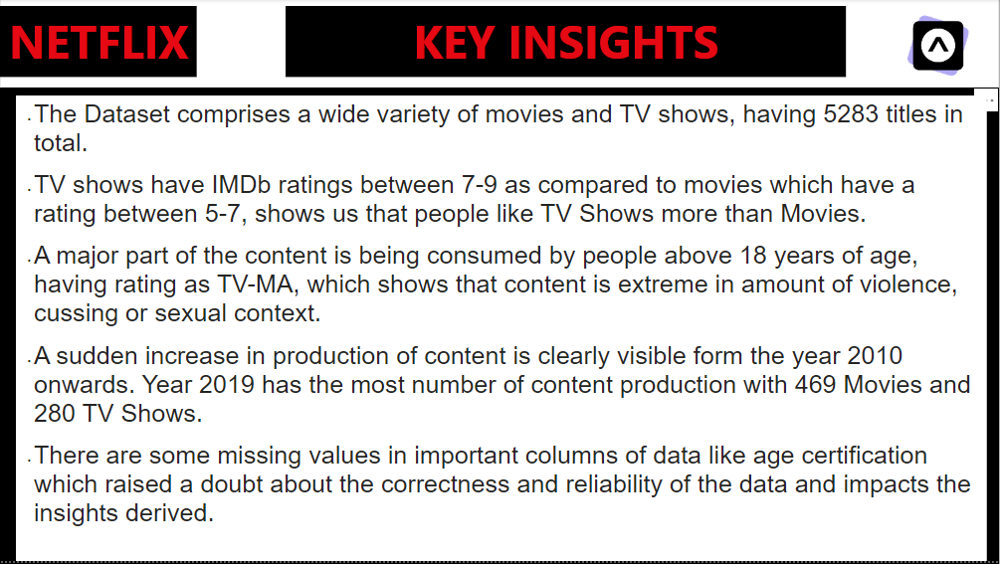 NETFLIX
KEY INSIGHTS
.The Dataset comprises a wide variety of movies and TV shows, having 5283 titles in
total.
.TV shows have IMDb ratings between 7-9 as compared to movies which have a
rating between 5-7, shows us that people like TV Shows more than Movies.
.A major part of the content is being consumed by people above 18 years of age,
having rating as TV-MA, which shows that content is extreme in amount of violence,
cussing or sexual context.
.A sudden increase in production of content is clearly visible form the year 2010
onwards. Year 2019 has the most number of content production with 469 Movies and
280 TV Shows.
.There are some missing values in important columns of data like age certification
which raised a doubt about the correctness and reliability of the data and impacts the
insights derived.